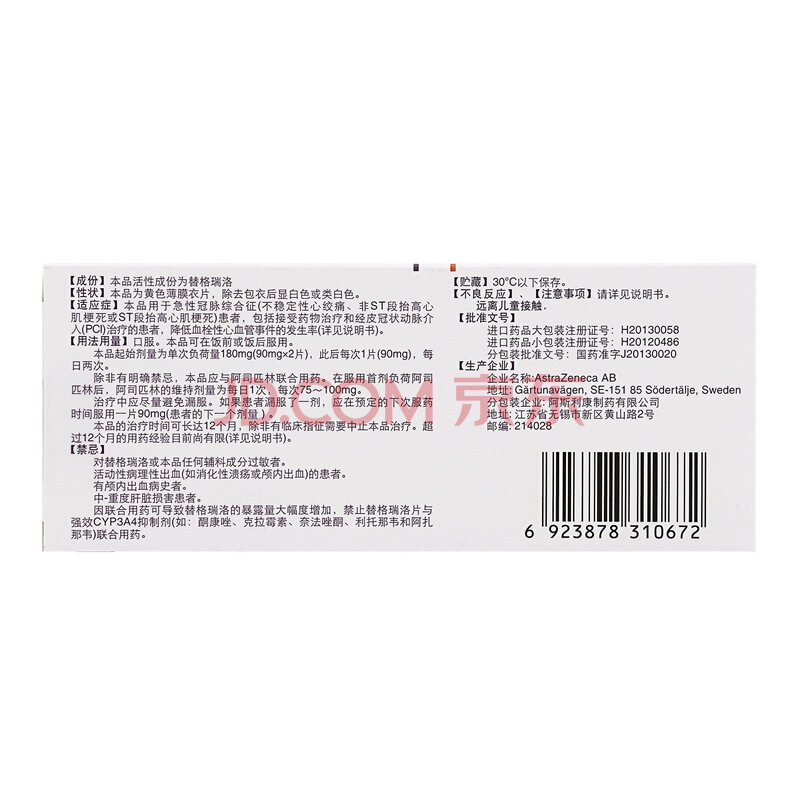 【成份】本品活性成份为替格瑞洛
【性状】本品为黄色薄膜衣片，除去包衣后显白色或类白色。
【适应症】本品用于急性冠脉综合征(不稳定性心绞痛、非ST段抬高心
肌梗死或ST段抬高心肌梗死)患者，包括接受药物治疗和经皮冠状动脉介
入(PCI)治疗的患者，降低血栓性心血管事件的发生率(详见说明书)。
【用法用量】口服。本品可在饭前或饭后服用。
本品起始剂量为单次负荷量180mg(90mg×2片)，此后每次1片(90mg)，每
日两次。
除非有明确禁忌，本品应与阿司匹林联合用药。在服用首剂负荷阿司
匹林后，阿司匹林的维持剂量为每日1次，每次75～100mg。
治疗中应尽量避免漏服。如果患者漏服了一剂，应在预定的下次服药
时间服用一片90mg(患者的下一个剂量)。
本品的治疗时间可长达12个月，除非有临床指征需要中止本品治疗。超
过12个月的用药经验目前尚有限(详见说明书)。
【禁忌】
对替格瑞洛或本品任何辅料成分过敏者。
活动性病理性出血(如消化性溃疡或颅内出血)的患者。
有颅内出血病史者。
中-重度肝脏损害患者。
因联合用药可导致替格瑞洛的暴露量大幅度增加，禁止替格瑞洛片与
强效CYP3A4抑制剂(如：酮康唑、克拉霉素、奈法唑酮、利托那韦和阿扎
那韦)联合用药。
【贮藏】30°C以下保存。
【不良反应】、【注意事项】请详见说明书。
远离儿童接触.
【批准文号】
进口药品大包装注册证号：H20130058
进口药品小包装注册证号：H20120486
分包装批准文号：国药准字J20130020
【生产企业】
企业名称:AstraZeneca AB
地址: Gärtunavägen, SE-151 85 Södertälje, Sweden
分包装企业: 阿斯利康制药有限公司
地址: 江苏省无锡市新区黄山路2号
邮编: 214028
JD.COM 京东
6 923878 310672